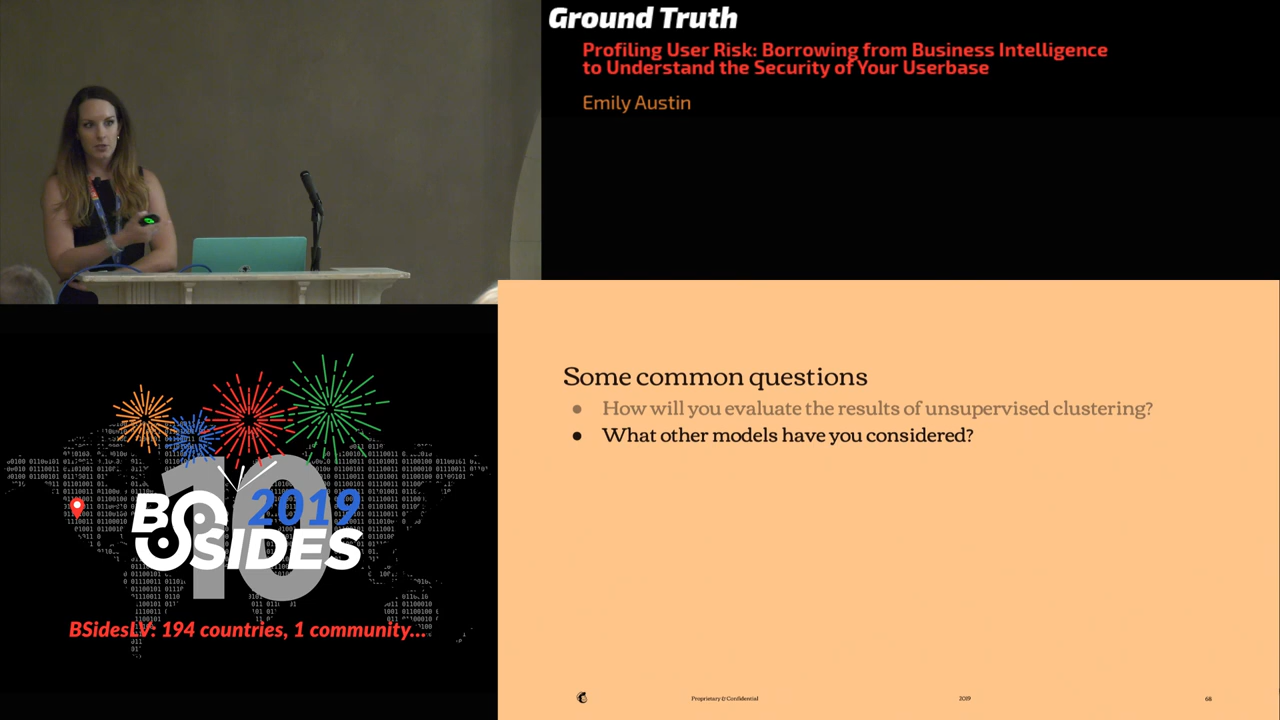 Ground Truth
Profiling User Risk: Borrowing from Business Intelligence
to Understand the Security of Your Userbase
Emily Austin
Some common questions
● How will you evaluate the results of unsupervised clustering?
● What other models have you considered?
10
2019
BSIDES
BSidesLV: 194 countries, 1 community...
Proprietary & Confidential
2019
68